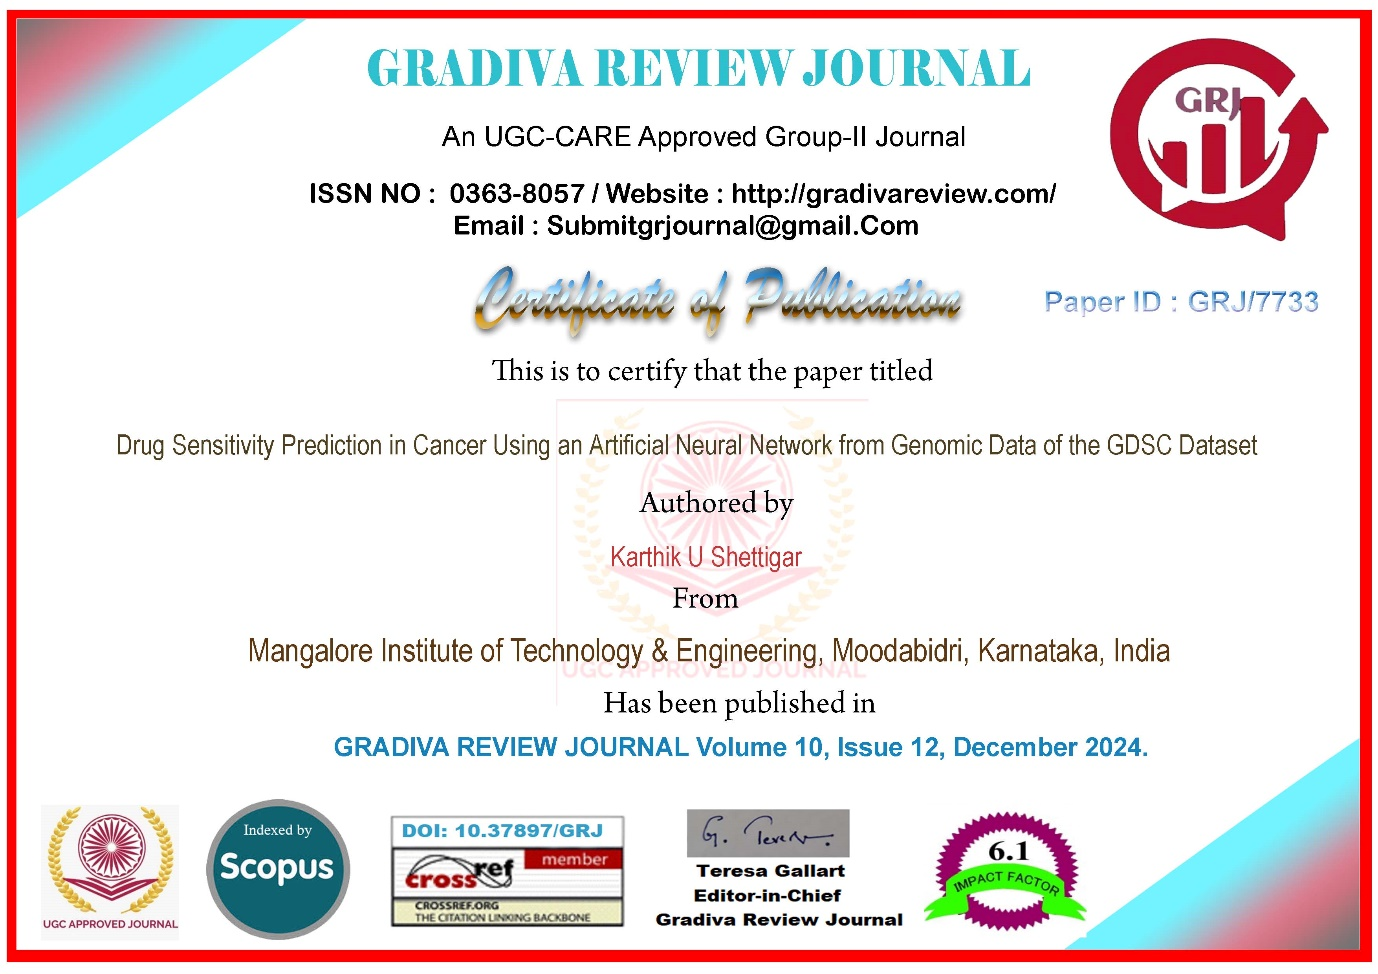 GRADIVA REVIEW JOURNAL
GRJ
An UGC-CARE Approved Group-II Journal
ISSN NO : 0363-8057 / Website : http://gradivareview.com/
Email : Submitgrjournal@gmail.Com
Certificate of Publication
Paper ID : GRJ/7733
This is to certify that the paper titled
Drug Sensitivity Prediction in Cancer Using an Artificial Neural Network from Genomic Data of the GDSC Dataset
Authored by
Karthik U Shettigar
From
Mangalore Institute of Technology & Engineering, Moodabidri, Karnataka, India
UGC APPROVED JOURNAL
Has been published in
GRADIVA REVIEW JOURNAL Volume 10, Issue 12, December 2024.
UGC APPROVED JOURNAL
Indexed by
Scopus
DOI: 10.37897/GRJ
crossref
member
CROSSREF.ORG
THE CITATION LINKING BACKBONE
Teresa Gallart
Editor-in-Chief
Gradiva Review Journal
6.1
IMPACT FACTOR